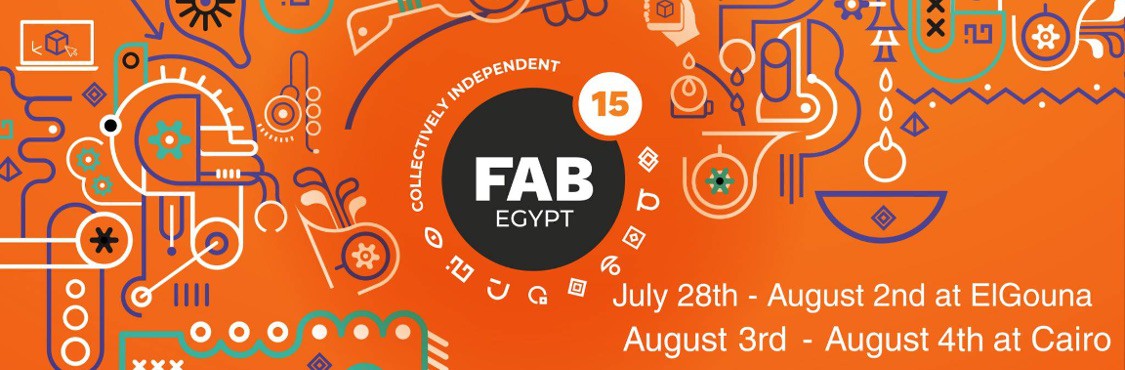 COLLECTIVELY INDEPENDENT
15
FAB
EGYPT
July 28th - August 2nd at ElGouna
August 3rd - August 4th at Cairo